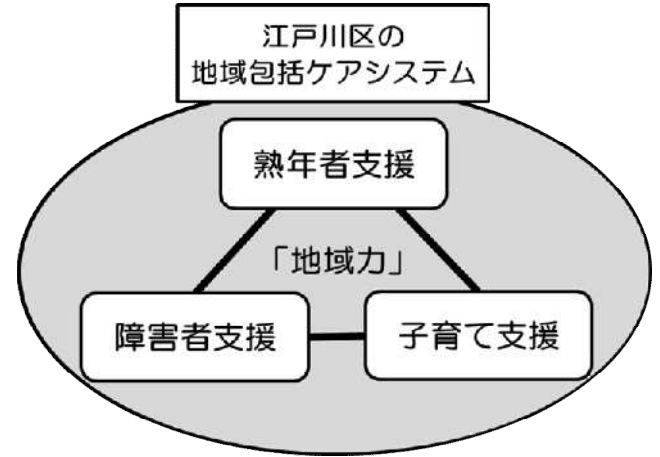 江戸川区の
地域包括ケアシステム
熟年者支援
「地域力」
障害者支援
子育て支援